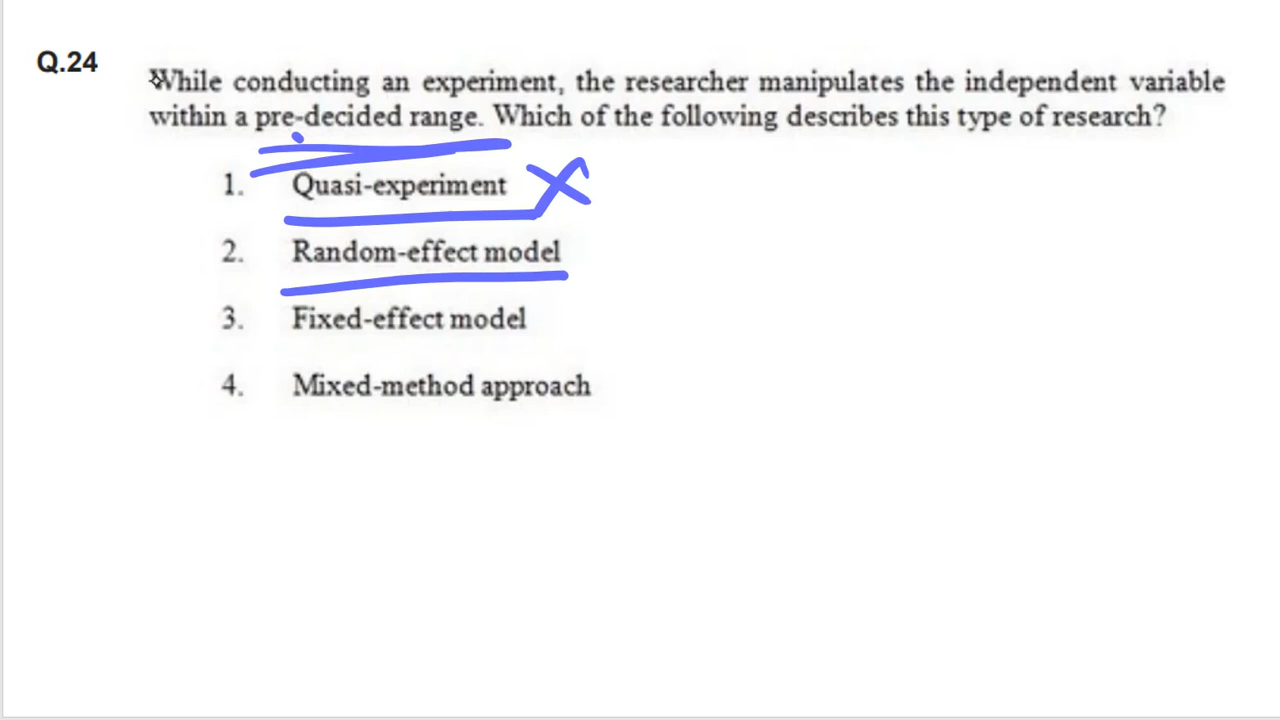 Q.24
While conducting an experiment, the researcher manipulates the independent variable
within a pre-decided range. Which of the following describes this type of research?
1. Quasi-experiment
2. Random-effect model
3. Fixed-effect model
4. Mixed-method approach